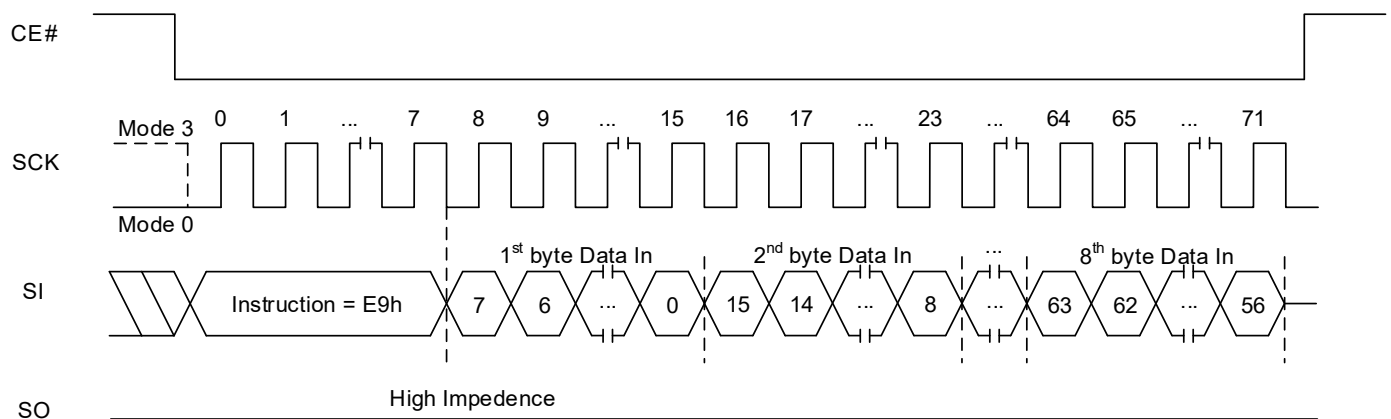 CE#
Mode 3
0 1 ... 7 8 9 ... 15 16 17 ... 23 ... 64 65 ... 71
SCK
Mode 0
1st byte Data In 2nd byte Data In ... 8th byte Data In
SI
Instruction = E9h 7 6 ... 0 15 14 ... 8 ... 63 62 ... 56
High Impedence
SO